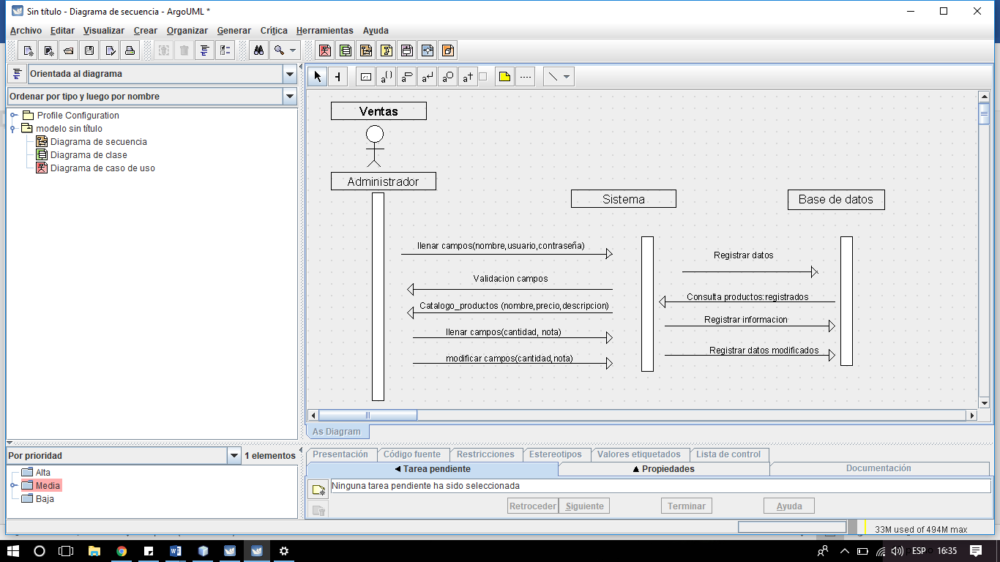 Sin título - Diagrama de secuencia - ArgoUML *
Archivo Editar Visualizar Crear Organizar Generar Crítica Herramientas Ayuda
Orientada al diagrama
Ordenar por tipo y luego por nombre
Profile Configuration
modelo sin título
Diagrama de secuencia
Diagrama de clase
Diagrama de caso de uso
Ventas
Administrador
Sistema
Base de datos
llenar campos(nombre,usuario,contraseña)
Registrar datos
Validacion campos
Consulta productos:registrados
Catalogo_productos (nombre,precio,descripcion)
Registrar informacion
llenar campos(cantidad, nota)
Registrar datos modificados
modificar campos(cantidad,nota)
As Diagram
Por prioridad
1 elementos
Alta
Media
Baja
Presentación Código fuente Restricciones Estereotipos Valores etiquetados Lista de control
Tarea pendiente Propiedades Documentación
Ninguna tarea pendiente ha sido seleccionada
Retroceder Siguiente Terminar Ayuda
33M used of 494M max
ESP 16:35